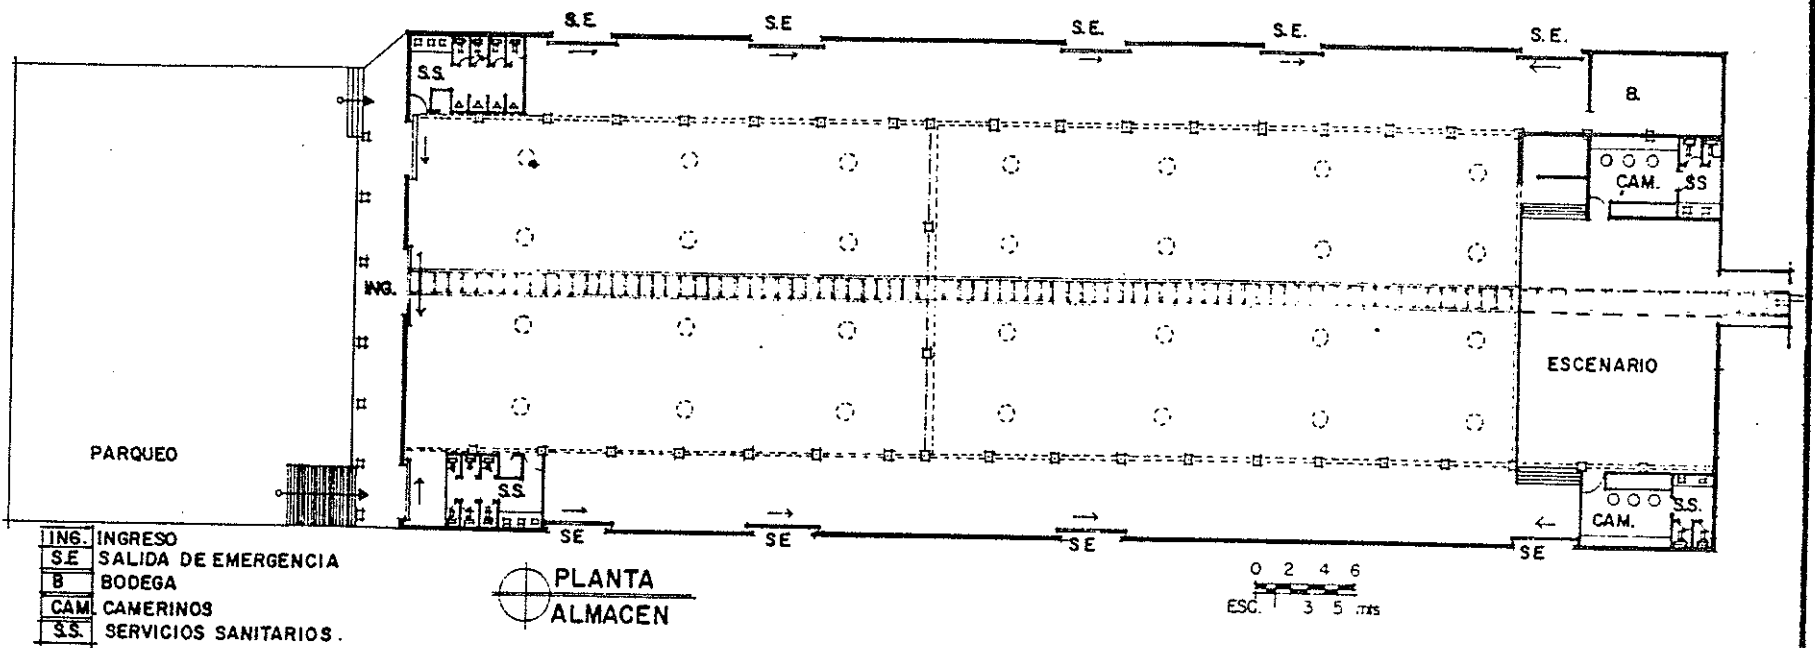 S.E.
S.E
S.E.
S.E.
S.E.
S.S.
B.
CAM.
SS
ING.
ESCENARIO
PARQUEO
S.S.
CAM.
S.S.
SE
SE
SE
SE
ING. INGRESO
S.E SALIDA DE EMERGENCIA
B BODEGA
CAM. CAMERINOS
S.S. SERVICIOS SANITARIOS.
PLANTA
ALMACEN
0 2 4 6
ESC. 1 3 5 mts